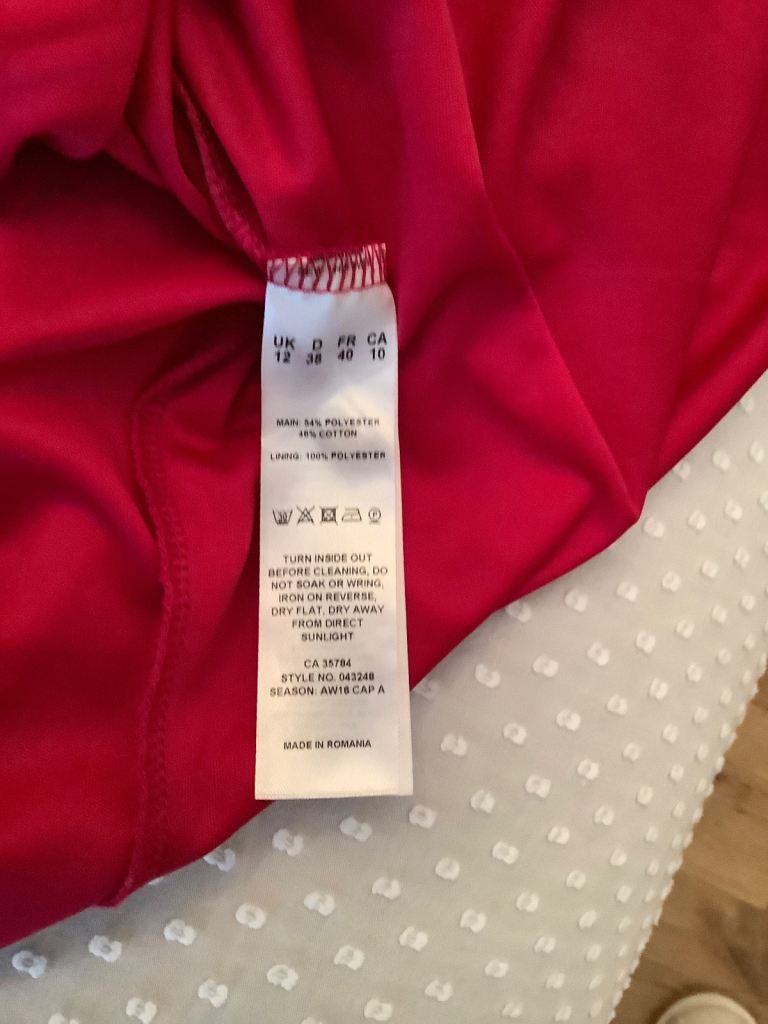 UK D FR CA
12 38 40 10
MAIN: 54% POLYESTER
46% COTTON
LINING: 100% POLYESTER
30 P
TURN INSIDE OUT
BEFORE CLEANING, DO
NOT SOAK OR WRING,
IRON ON REVERSE,
DRY FLAT, DRY AWAY
FROM DIRECT
SUNLIGHT
CA 35784
STYLE NO. 043248
SEASON: AW16 CAP A
MADE IN ROMANIA